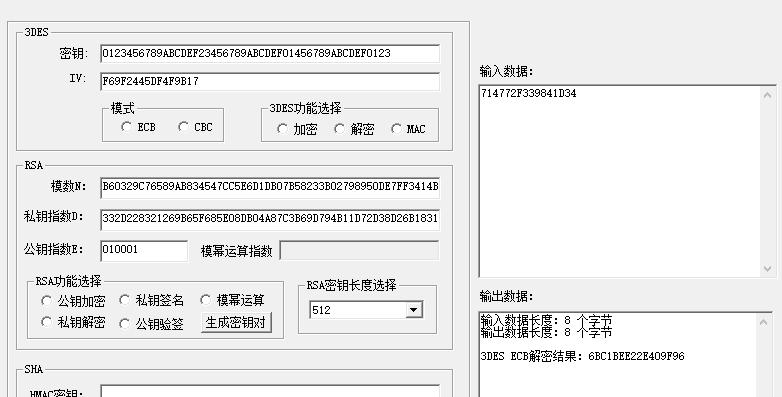 3DES
密钥: 0123456789ABCDEF23456789ABCDEF01456789ABCDEF0123
IV: F69F2445DF4F9B17
模式
ECB CBC
3DES功能选择
加密 解密 MAC
RSA
模数N: B60329C76589AB834547CC5E6D1DB07B58233B02798950DE7FF3414B
私钥指数D: 332D228321269B65F685E08DB04A87C3B69D794B11D72D38D26B1831
公钥指数E: 010001 模幂运算指数
RSA功能选择
公钥加密 私钥签名 模幂运算
私钥解密 公钥验签 生成密钥对
RSA密钥长度选择
512
SHA
HMAC密钥:
输入数据:
714772F339841D34
输出数据:
输入数据长度: 8 个字节
输出数据长度: 8 个字节
3DES ECB解密结果: 6BC1BEE22E409F96